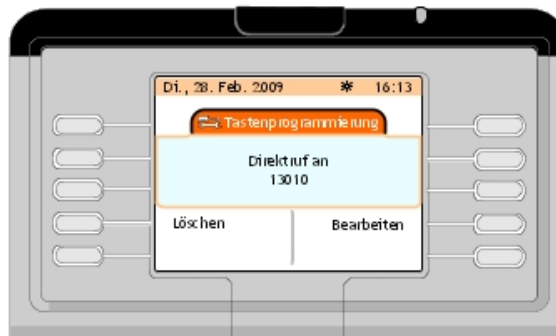 Di., 28. Feb. 2009 16:13
Tastenprogrammierung
Direktruf an
13010
Löschen Bearbeiten